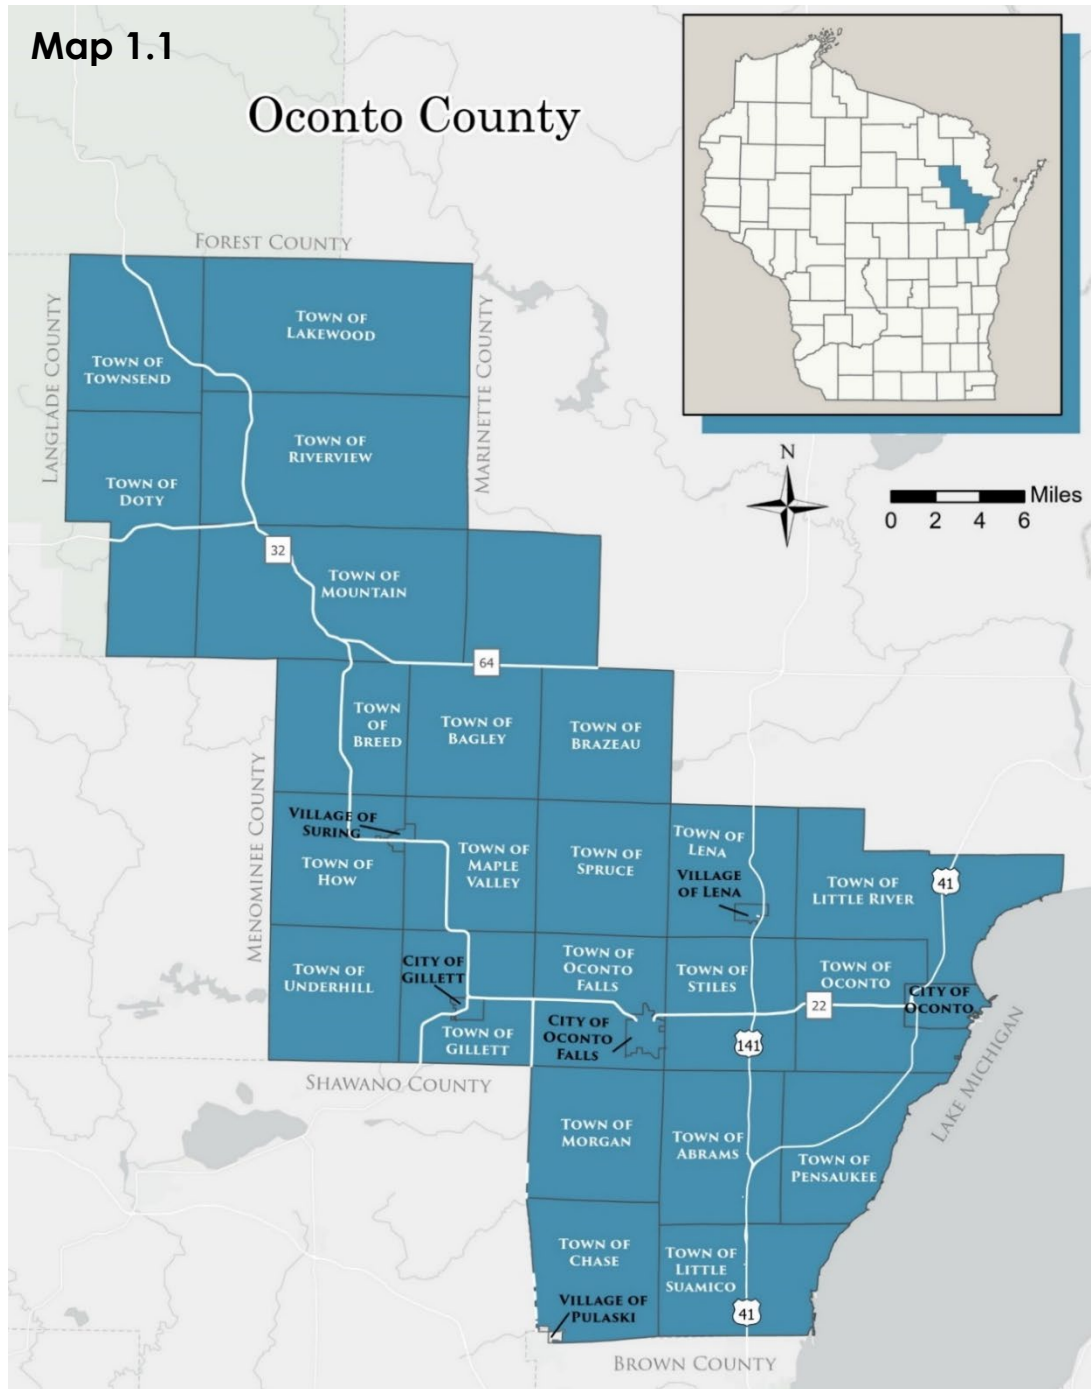 Map 1.1
Oconto County
FOREST COUNTY
LANGLADE COUNTY
MARINETTE COUNTY
TOWN OF
LAKEWOOD
TOWN OF
TOWNSEND
TOWN OF
RIVERVIEW
TOWN OF
DOTY
N
Miles
0 2 4 6
32
TOWN OF
MOUNTAIN
64
TOWN
OF
BREED
TOWN OF
BAGLEY
TOWN OF
BRAZEAU
MENOMINEE COUNTY
VILLAGE OF
SURING
TOWN OF
HOW
TOWN OF
MAPLE
VALLEY
TOWN OF
SPRUCE
TOWN OF
LENA
VILLAGE
OF LENA
TOWN OF
LITTLE RIVER
41
TOWN OF
UNDERHILL
CITY OF
GILLETT
TOWN OF
OCONTO
FALLS
TOWN OF
STILES
TOWN OF
OCONTO
CITY OF
OCONTO
22
TOWN OF
GILLETT
CITY OF
OCONTO
FALLS
141
SHAWANO COUNTY
LAKE MICHIGAN
TOWN OF
MORGAN
TOWN OF
ABRAMS
TOWN OF
PENSAUKEE
TOWN OF
CHASE
TOWN OF
LITTLE
SUAMICO
VILLAGE OF
PULASKI
41
BROWN COUNTY